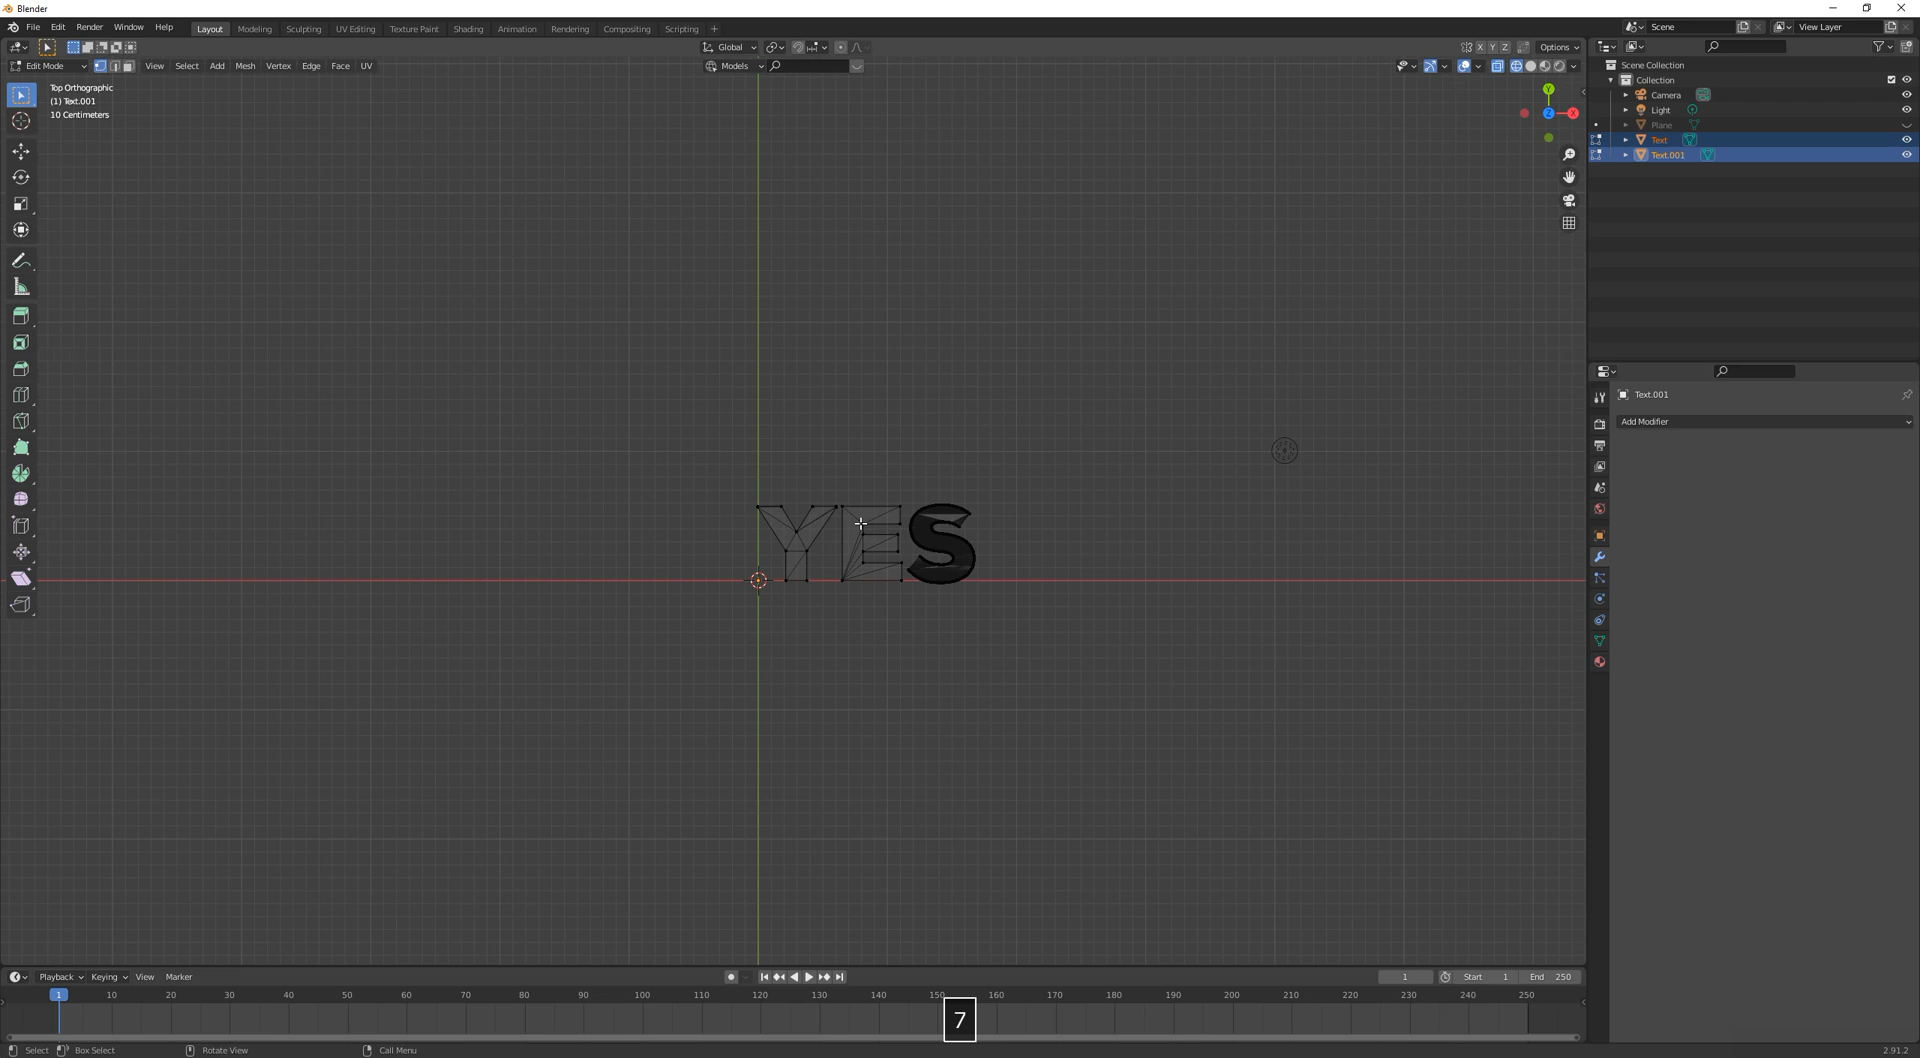 Blender
File Edit Render Window Help
Layout Modeling Sculpting UV Editing Texture Paint Shading Animation Rendering Compositing Scripting +
Scene
View Layer
Global
X Y Z
Options
Edit Mode
View Select Add Mesh Vertex Edge Face UV
Models
Top Orthographic
(1) Text.001
10 Centimeters
Y
X
Z
Scene Collection
Collection
Camera
Light
Plane
Text
Text.001
YES
Text.001
Add Modifier
Playback Keying View Marker
1
Start 1
End 250
1 10 20 30 40 50 60 70 80 90 100 110 120 130 140 150 160 170 180 190 200 210 220 230 240 250
7
Select Box Select Rotate View Call Menu
2.91.2